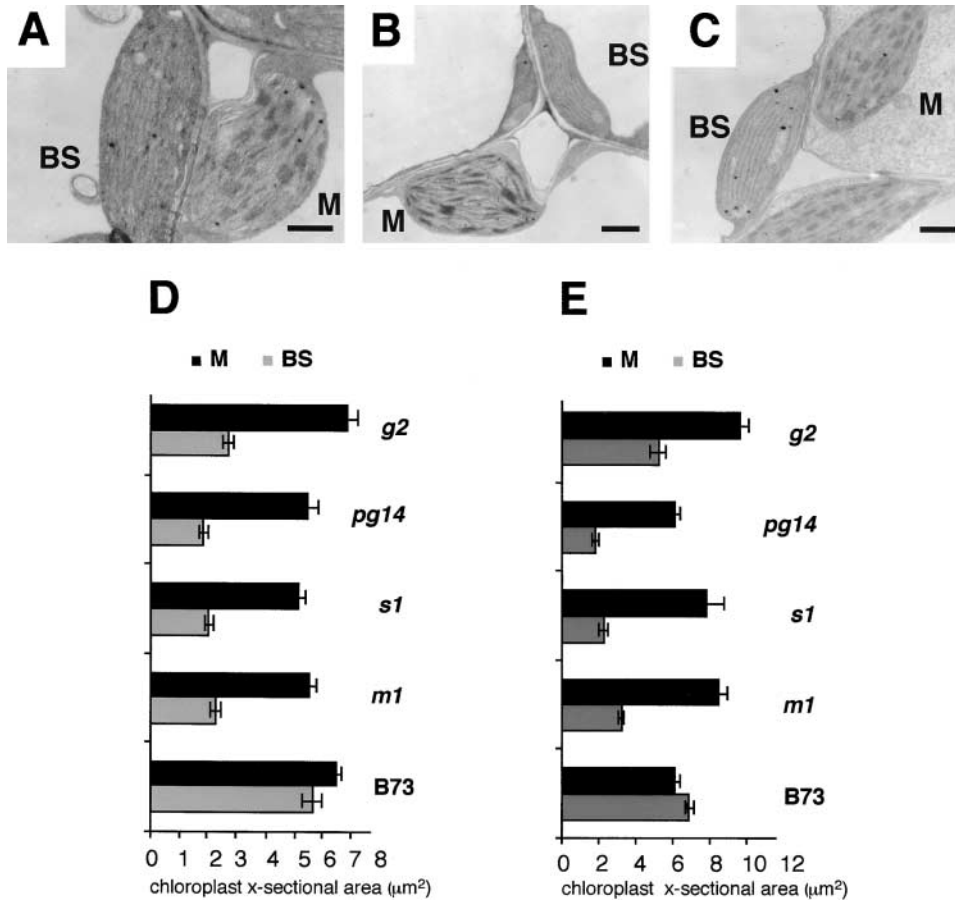 A
BS
M
B
BS
M
C
BS
M
D
M BS
g2
pg14
s1
m1
B73
0 1 2 3 4 5 6 7 8
chloroplast x-sectional area (μm²)
E
M BS
g2
pg14
s1
m1
B73
0 2 4 6 8 10 12
chloroplast x-sectional area (μm²)